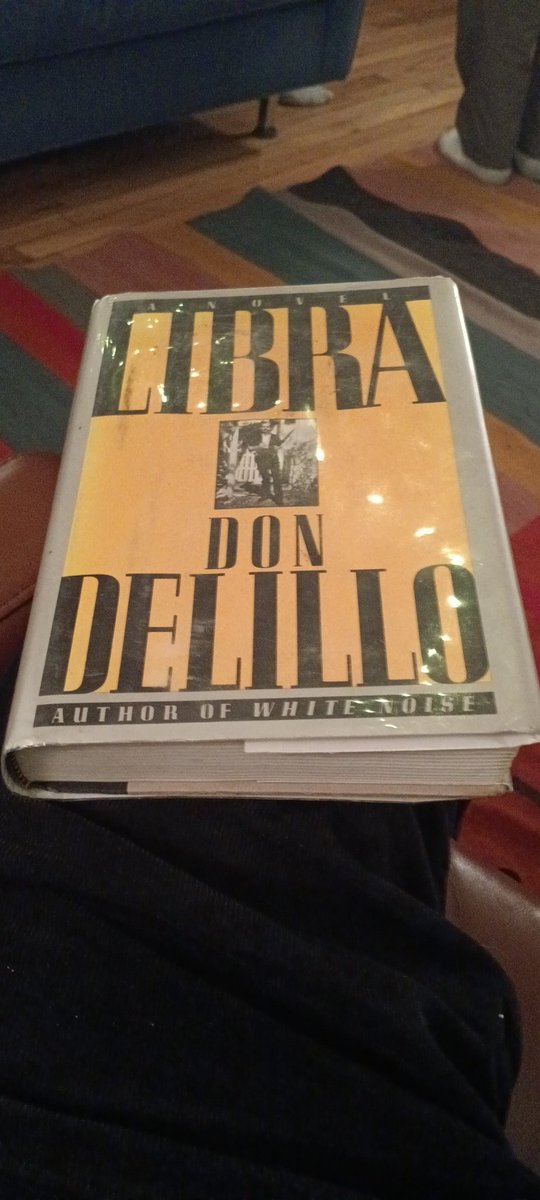 A NOVEL
LIBRA
DON
DELILLO
AUTHOR OF WHITE NOISE